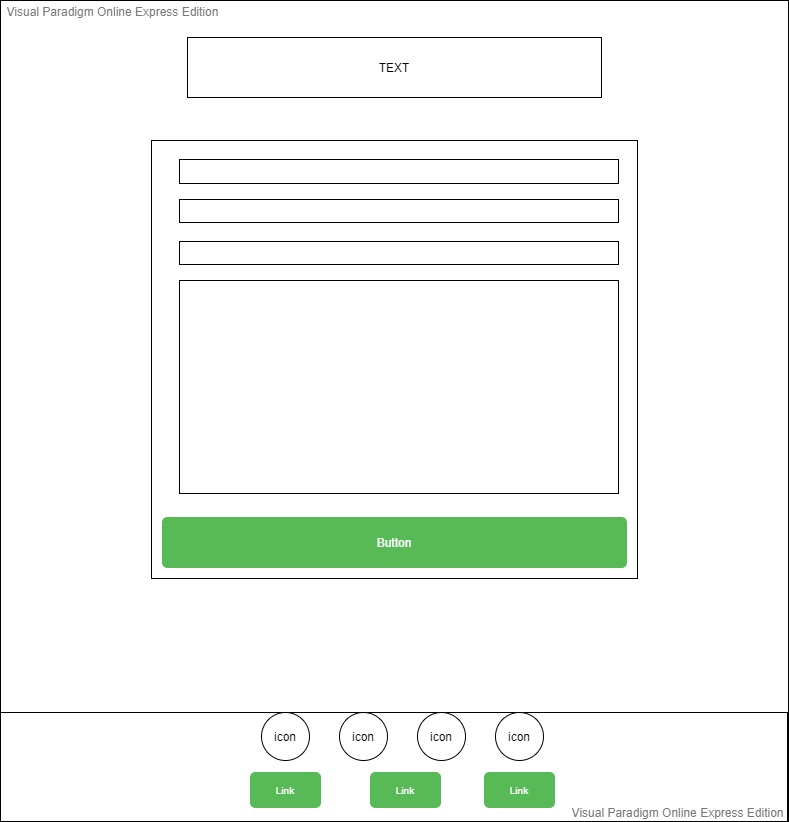 Visual Paradigm Online Express Edition
TEXT
Button
icon icon icon icon
Link Link Link
Visual Paradigm Online Express Edition